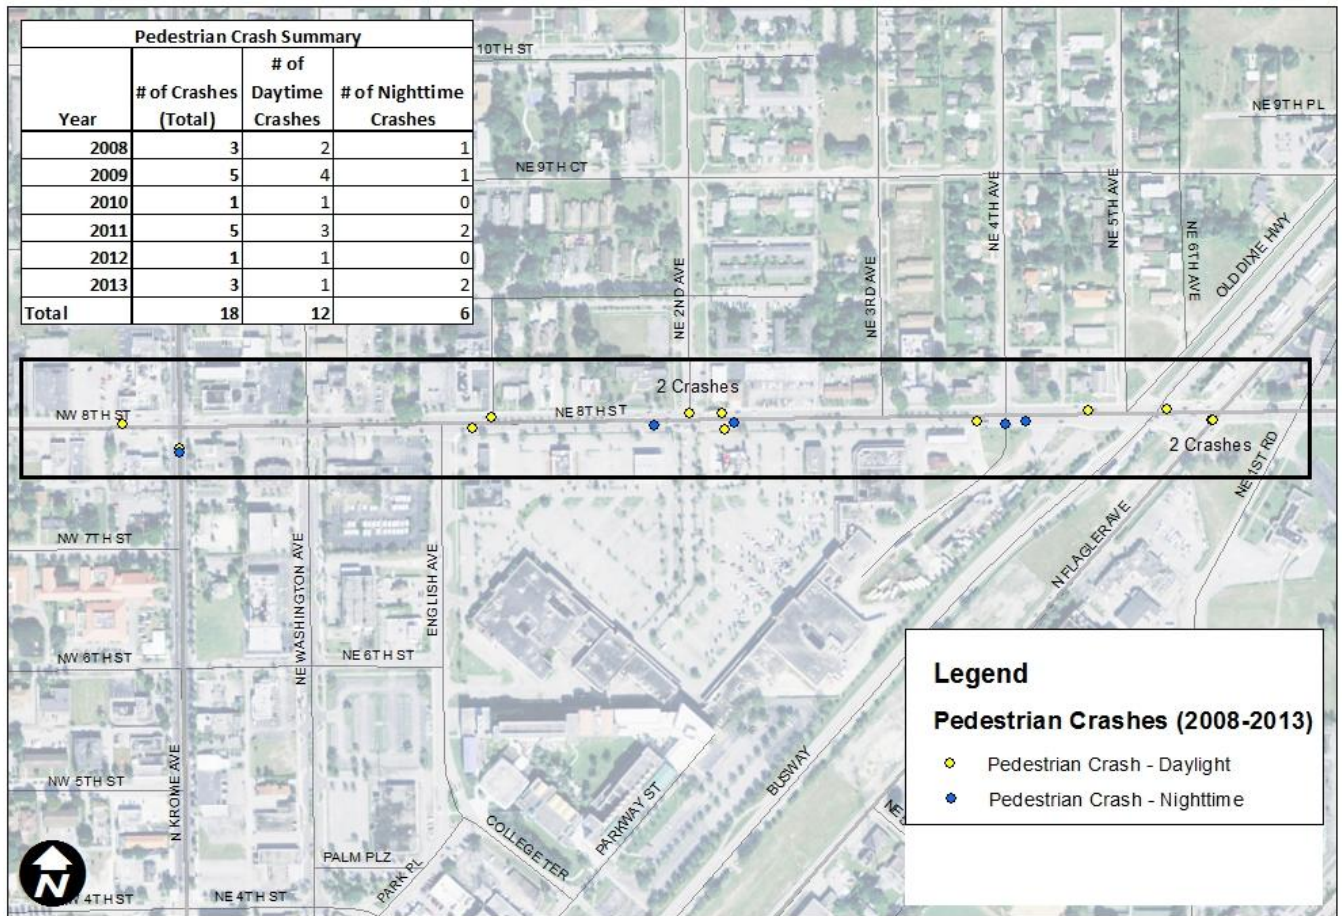 Pedestrian Crash Summary
Year # of Crashes (Total) # of Daytime Crashes # of Nighttime Crashes
2008 3 2 1
2009 5 4 1
2010 1 1 0
2011 5 3 2
2012 1 1 0
2013 3 1 2
Total 18 12 6
10TH ST
NE 9TH PL
NE 9TH CT
NE 4TH AVE
NE 5TH AVE
NE 6TH AVE
OLD DIXIE HWY
NE 2ND AVE
NE 3RD AVE
2 Crashes
NW 8TH ST
NE 8TH ST
2 Crashes
NE 1ST RD
NW 7TH ST
NE WASHINGTON AVE
ENGLISH AVE
N FLAGLER AVE
NW 6TH ST
NE 6TH ST
N KROME AVE
NW 5TH ST
BUSWAY
PARKWAY ST
COLLEGE TER
PALM PLZ
PARK PL
4TH ST
NE 4TH ST
N
Legend
Pedestrian Crashes (2008-2013)
Pedestrian Crash - Daylight
Pedestrian Crash - Nighttime